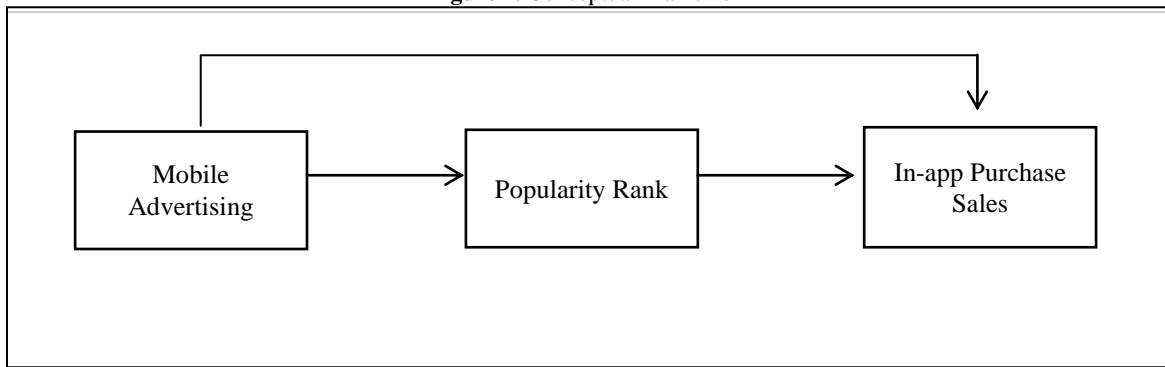 Mobile
Advertising
Popularity Rank
In-app Purchase
Sales